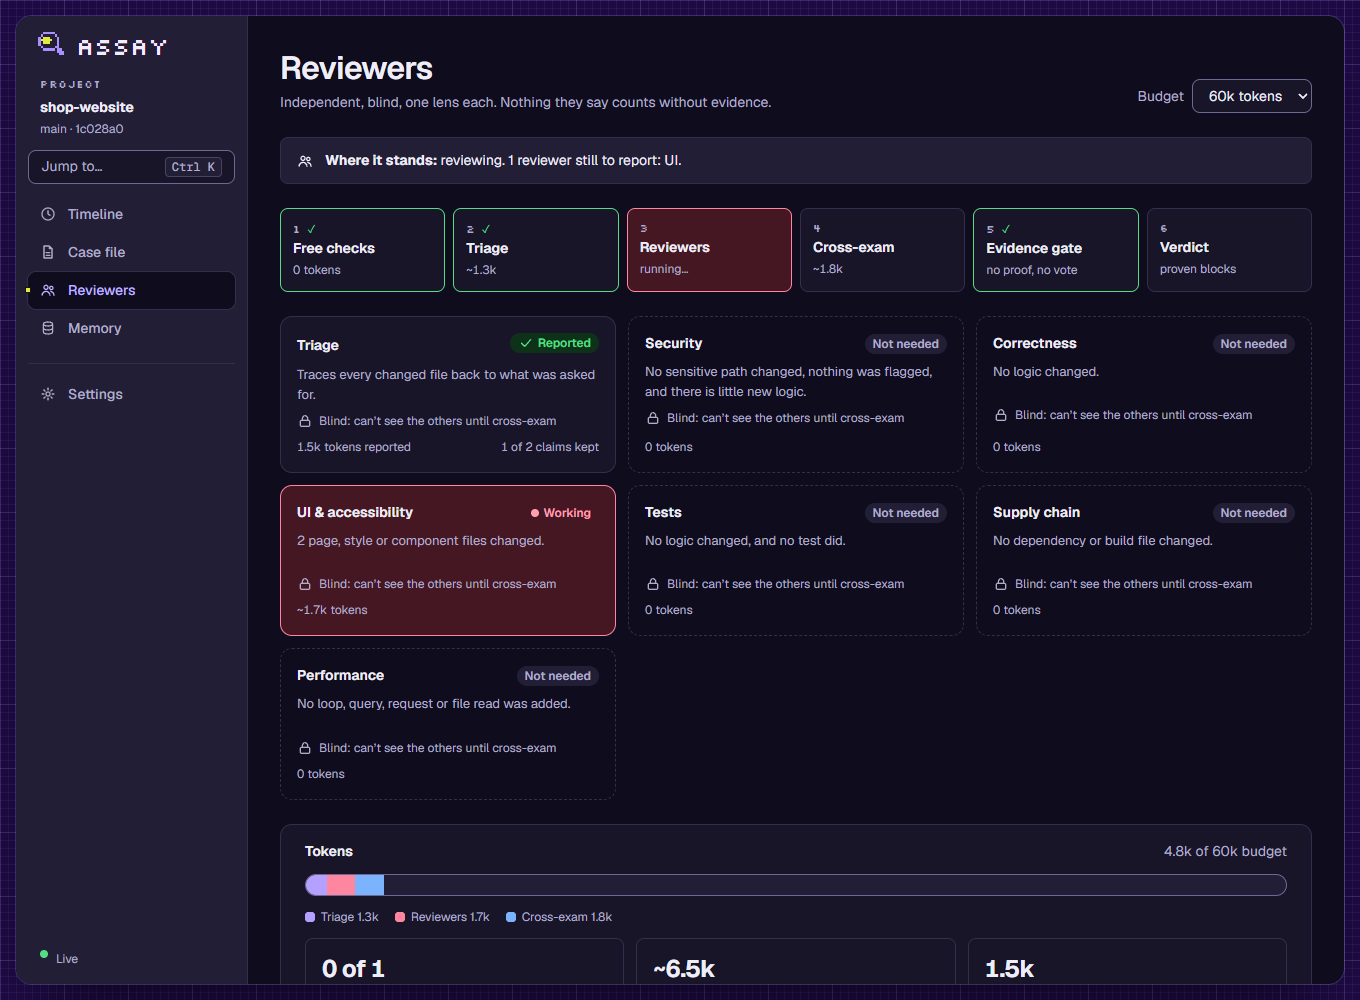 ASSAY
PROJECT
shop-website
main · 1c028a0
Jump to… Ctrl K
Timeline
Case file
Reviewers
Memory
Settings
Live
Reviewers
Independent, blind, one lens each. Nothing they say counts without evidence.
Budget 60k tokens
Where it stands: reviewing. 1 reviewer still to report: UI.
1 ✓
Free checks
0 tokens
2 ✓
Triage
~1.3k
3
Reviewers
running…
4
Cross-exam
~1.8k
5 ✓
Evidence gate
no proof, no vote
6
Verdict
proven blocks
Triage ✓ Reported
Traces every changed file back to what was asked
for.
Blind: can’t see the others until cross-exam
1.5k tokens reported 1 of 2 claims kept
Security Not needed
No sensitive path changed, nothing was flagged,
and there is little new logic.
Blind: can’t see the others until cross-exam
0 tokens
Correctness Not needed
No logic changed.
Blind: can’t see the others until cross-exam
0 tokens
UI & accessibility Working
2 page, style or component files changed.
Blind: can’t see the others until cross-exam
~1.7k tokens
Tests Not needed
No logic changed, and no test did.
Blind: can’t see the others until cross-exam
0 tokens
Supply chain Not needed
No dependency or build file changed.
Blind: can’t see the others until cross-exam
0 tokens
Performance Not needed
No loop, query, request or file read was added.
Blind: can’t see the others until cross-exam
0 tokens
Tokens 4.8k of 60k budget
Triage 1.3k Reviewers 1.7k Cross-exam 1.8k
0 of 1
~6.5k
1.5k